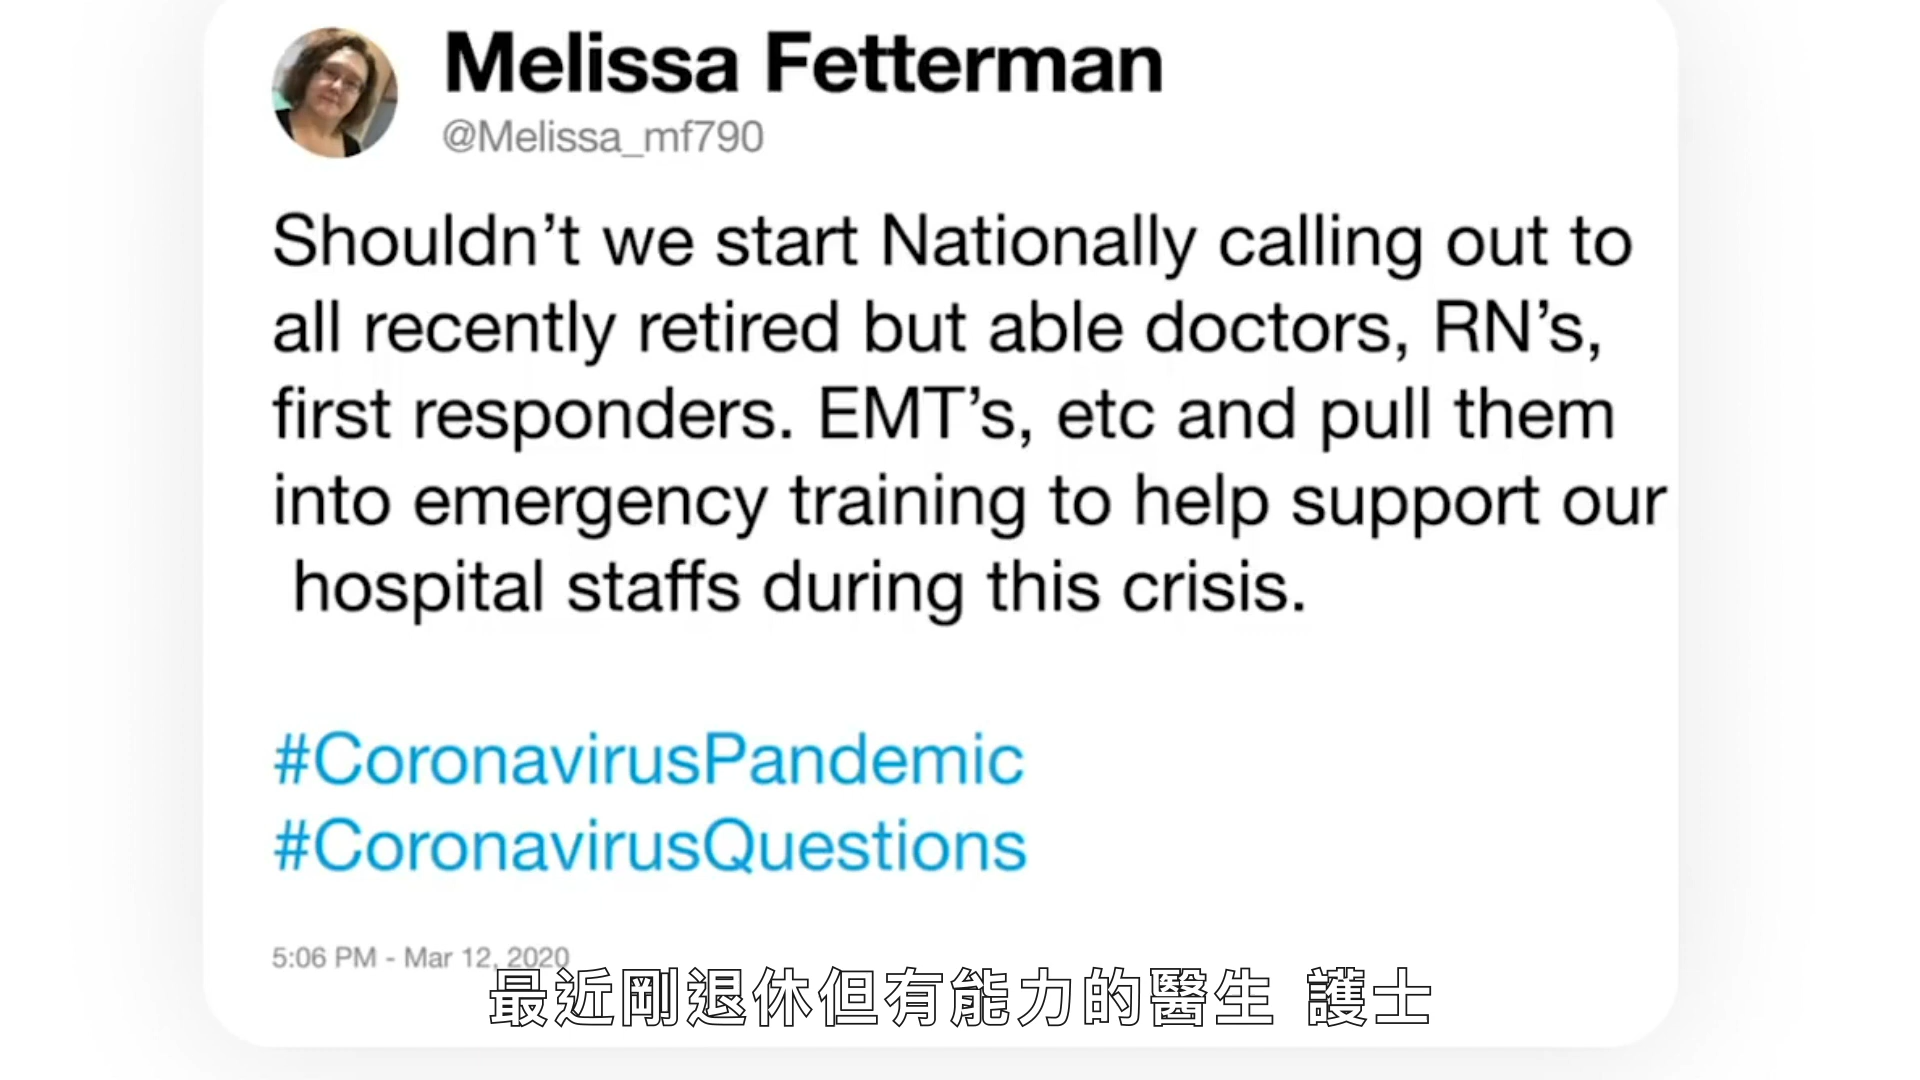 Melissa Fetterman
@Melissa_mf790
Shouldn’t we start Nationally calling out to
all recently retired but able doctors, RN’s,
first responders. EMT’s, etc and pull them
into emergency training to help support our
hospital staffs during this crisis.
#CoronavirusPandemic
#CoronavirusQuestions
5:06 PM - Mar 12, 2020
最近剛退休但有能力的醫生 護士